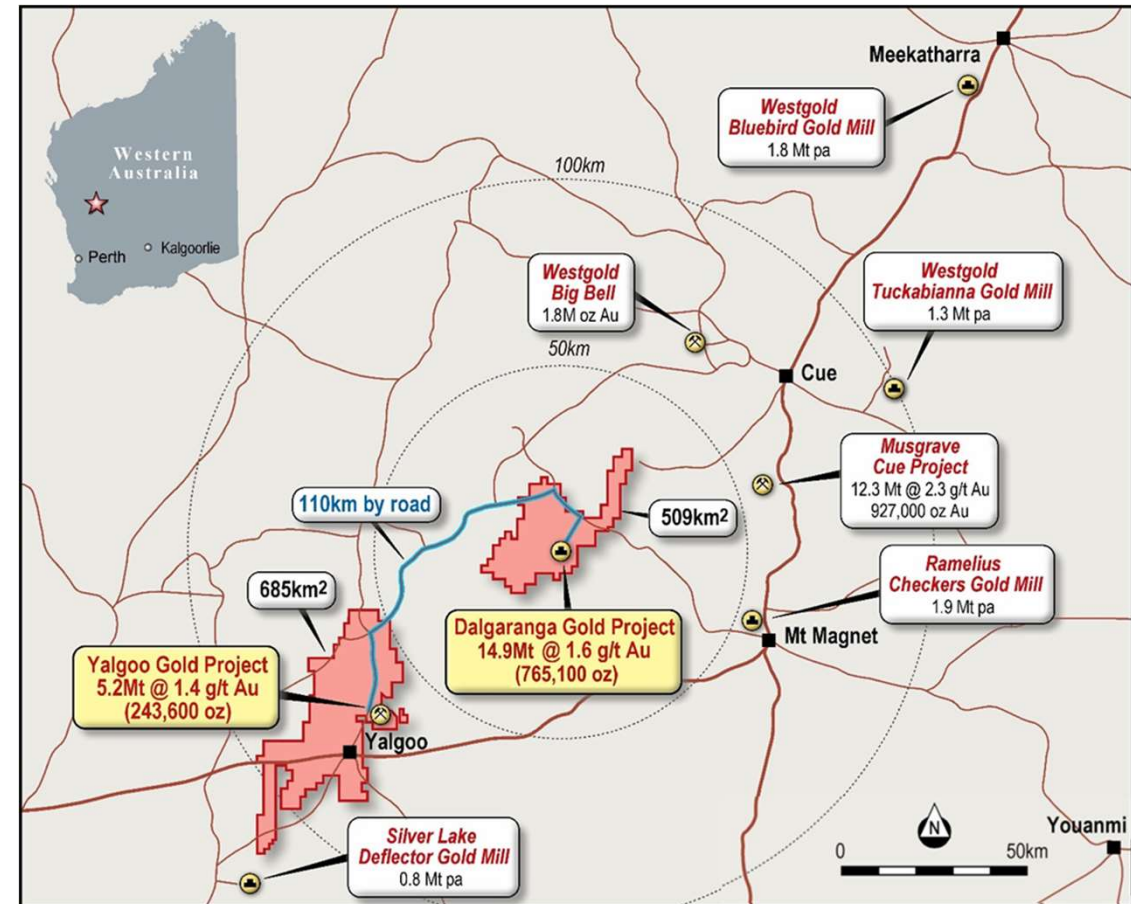 Meekatharra
Westgold
Bluebird Gold Mill
1.8 Mt pa
Western
Australia
Perth
Kalgoorlie
100km
Westgold
Big Bell
1.8M oz Au
Westgold
Tuckabianna Gold Mill
1.3 Mt pa
50km
Cue
Musgrave
Cue Project
12.3 Mt @ 2.3 g/t Au
927,000 oz Au
110km by road
509km²
685km²
Ramelius
Checkers Gold Mill
1.9 Mt pa
Dalgaranga Gold Project
14.9Mt @ 1.6 g/t Au
(765,100 oz)
Mt Magnet
Yalgoo Gold Project
5.2Mt @ 1.4 g/t Au
(243,600 oz)
Yalgoo
Silver Lake
Deflector Gold Mill
0.8 Mt pa
N
Youanmi
0 50km